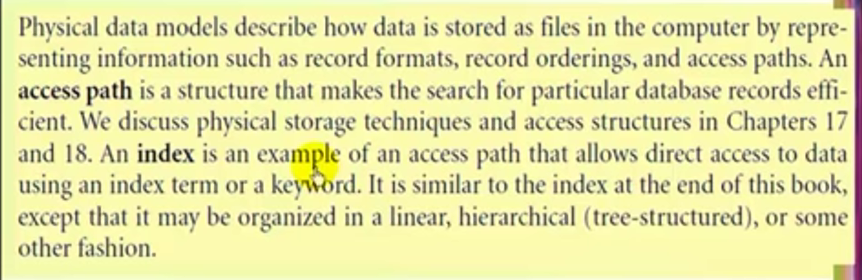 Physical data models describe how data is stored as files in the computer by repre-
senting information such as record formats, record orderings, and access paths. An
access path is a structure that makes the search for particular database records effi-
cient. We discuss physical storage techniques and access structures in Chapters 17
and 18. An index is an example of an access path that allows direct access to data
using an index term or a keyword. It is similar to the index at the end of this book,
except that it may be organized in a linear, hierarchical (tree-structured), or some
other fashion.